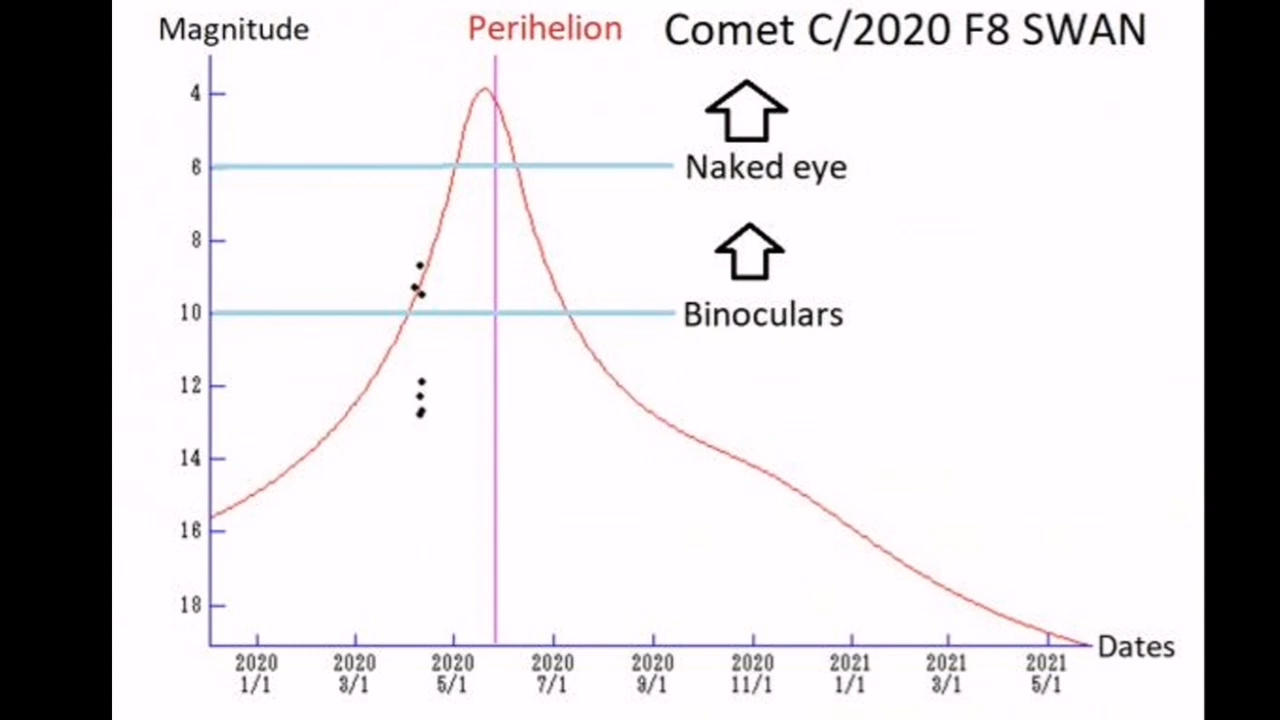 Magnitude
Perihelion
Comet C/2020 F8 SWAN
4
6
Naked eye
8
10
Binoculars
12
14
16
18
Dates
2020 2020 2020 2020 2020 2020 2021 2021 2021
1/1 3/1 5/1 7/1 9/1 11/1 1/1 3/1 5/1